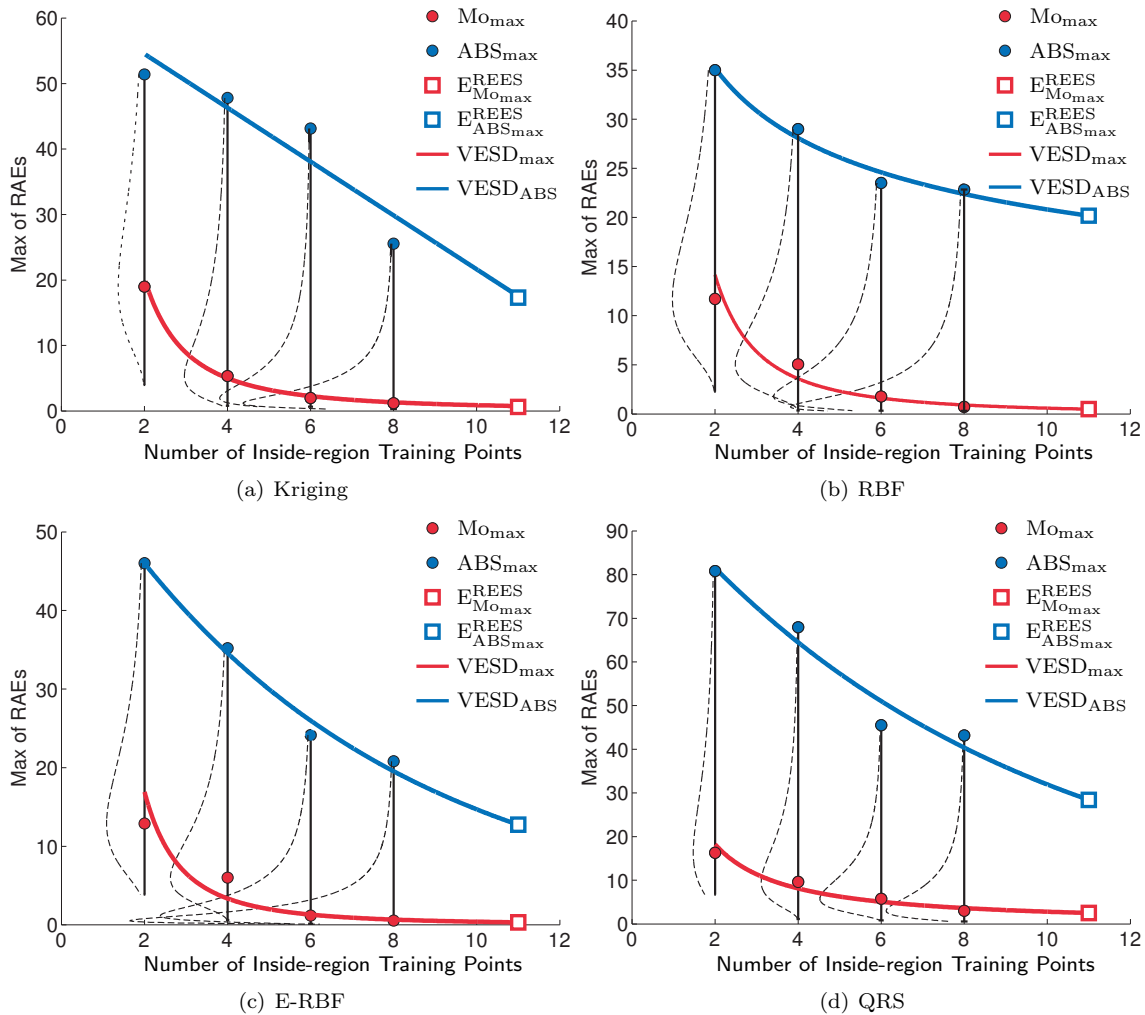 60
50
40
30
20
10
0
0 2 4 6 8 10 12
Max of RAEs
Number of Inside-region Training Points
Mo_max
ABS_max
E^REES_Mo_max
E^REES_ABS_max
VESD_max
VESD_ABS
(a) Kriging
40
35
30
25
20
15
10
5
0
0 2 4 6 8 10 12
Max of RAEs
Number of Inside-region Training Points
Mo_max
ABS_max
E^REES_Mo_max
E^REES_ABS_max
VESD_max
VESD_ABS
(b) RBF
50
40
30
20
10
0
0 2 4 6 8 10 12
Max of RAEs
Number of Inside-region Training Points
Mo_max
ABS_max
E^REES_Mo_max
E^REES_ABS_max
VESD_max
VESD_ABS
(c) E-RBF
90
80
70
60
50
40
30
20
10
0
0 2 4 6 8 10 12
Max of RAEs
Number of Inside-region Training Points
Mo_max
ABS_max
E^REES_Mo_max
E^REES_ABS_max
VESD_max
VESD_ABS
(d) QRS